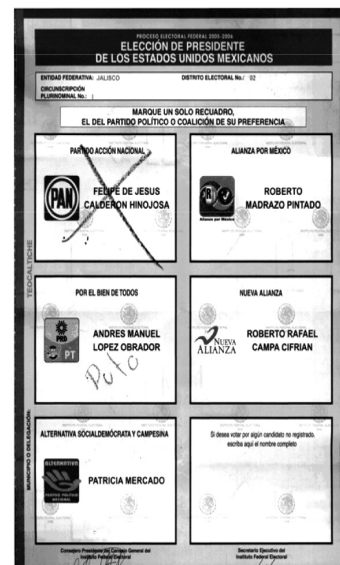 PROCESO ELECTORAL FEDERAL 2005-2006
ELECCIÓN DE PRESIDENTE
DE LOS ESTADOS UNIDOS MEXICANOS
ENTIDAD FEDERATIVA: JALISCO
DISTRITO ELECTORAL No.: 02
CIRCUNSCRIPCIÓN
PLURINOMINAL No.: I
MARQUE UN SOLO RECUADRO,
EL DEL PARTIDO POLÍTICO O COALICIÓN DE SU PREFERENCIA
PARTIDO ACCIÓN NACIONAL
PAN
FELIPE DE JESUS
CALDERON HINOJOSA
ALIANZA POR MÉXICO
PRI
Alianza por México
ROBERTO
MADRAZO PINTADO
POR EL BIEN DE TODOS
PRD
PT
ANDRES MANUEL
LOPEZ OBRADOR
Puto
NUEVA ALIANZA
NUEVA
ALIANZA
ROBERTO RAFAEL
CAMPA CIFRIAN
ALTERNATIVA SOCIALDEMÓCRATA Y CAMPESINA
ALTERNATIVA
PARTIDO POLÍTICO
NACIONAL
PATRICIA MERCADO
Si desea votar por algún candidato no registrado,
escriba aquí el nombre completo
TEOCALTICHE
MUNICIPIO O DELEGACIÓN:
Consejero Presidente del Consejo General del
Instituto Federal Electoral
Secretario Ejecutivo del
Instituto Federal Electoral